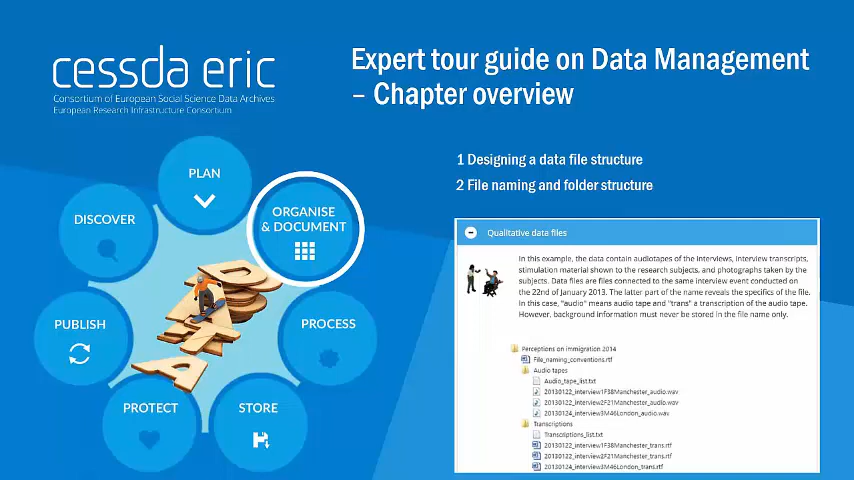 cessda eric
Consortium of European Social Science Data Archives
European Research Infrastructure Consortium
Expert tour guide on Data Management
– Chapter overview
1 Designing a data file structure
2 File naming and folder structure
PLAN
ORGANISE
& DOCUMENT
DISCOVER
PROCESS
PUBLISH
STORE
PROTECT
DATA
Qualitative data files
In this example, the data contain audiotapes of the interviews, interview transcripts,
stimulation material shown to the research subjects, and photographs taken by the
subjects. Data files are files connected to the same interview event conducted on
the 22nd of January 2013. The latter part of the name reveals the specifics of the file.
In this case, "audio" means audio tape and "trans" a transcription of the audio tape.
However, background information must never be stored in the file name only.
Perceptions on immigration 2014
File_naming_conventions.rtf
Audio tapes
Audio_tape_list.txt
20130122_interview1F38Manchester_audio.wav
20130122_interview2F21Manchester_audio.wav
20130124_interview3M46London_audio.wav
Transcriptions
Transcriptions_list.txt
20130122_interview1F38Manchester_trans.rtf
20130122_interview2F21Manchester_trans.rtf
20130124_interview3M46London_trans.rtf